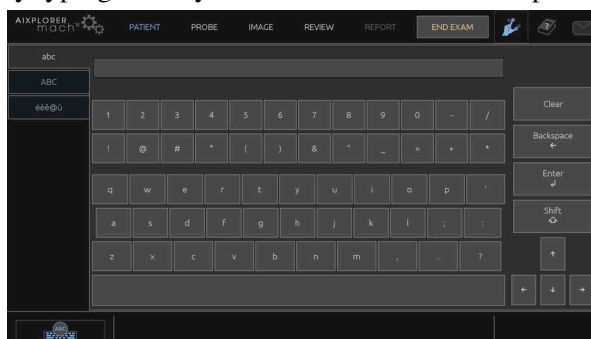 AIXPLORER
mach
PATIENT PROBE IMAGE REVIEW REPORT END EXAM
abc
ABC
éèê@ù
1 2 3 4 5 6 7 8 9 0 - /
! @ # ( ) & " _ = + *
q w e r t y u i o p '
a s d f g h j k l ; :
z x c v b n m , . ?
Clear
Backspace
←
Enter
↲
Shift
⇧
↑
← ↓ →
ABC